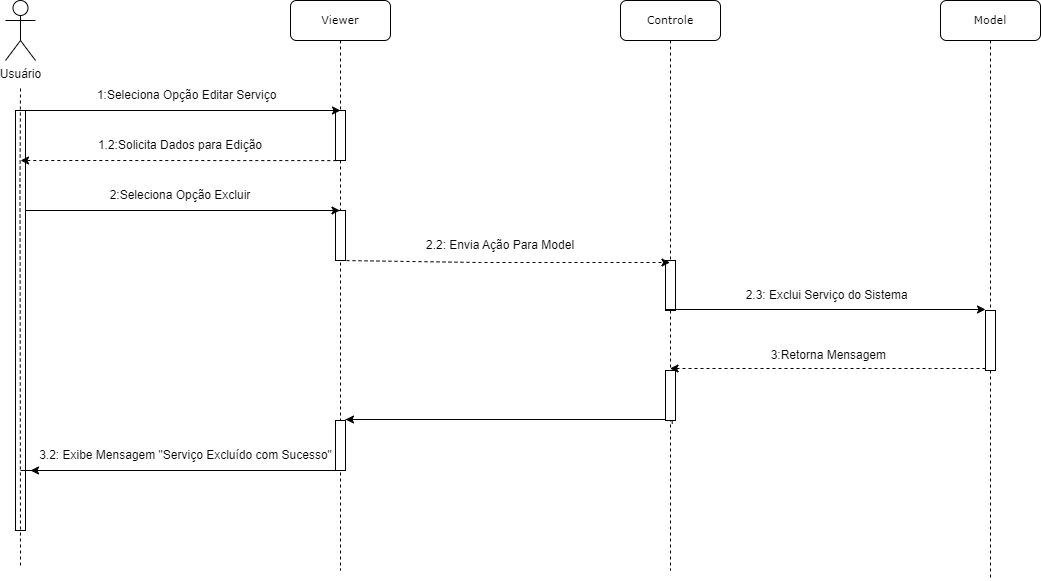 Viewer
Controle
Model
Usuário
1:Seleciona Opção Editar Serviço
1.2:Solicita Dados para Edição
2:Seleciona Opção Excluir
2.2: Envia Ação Para Model
2.3: Exclui Serviço do Sistema
3:Retorna Mensagem
3.2: Exibe Mensagem "Serviço Excluído com Sucesso"